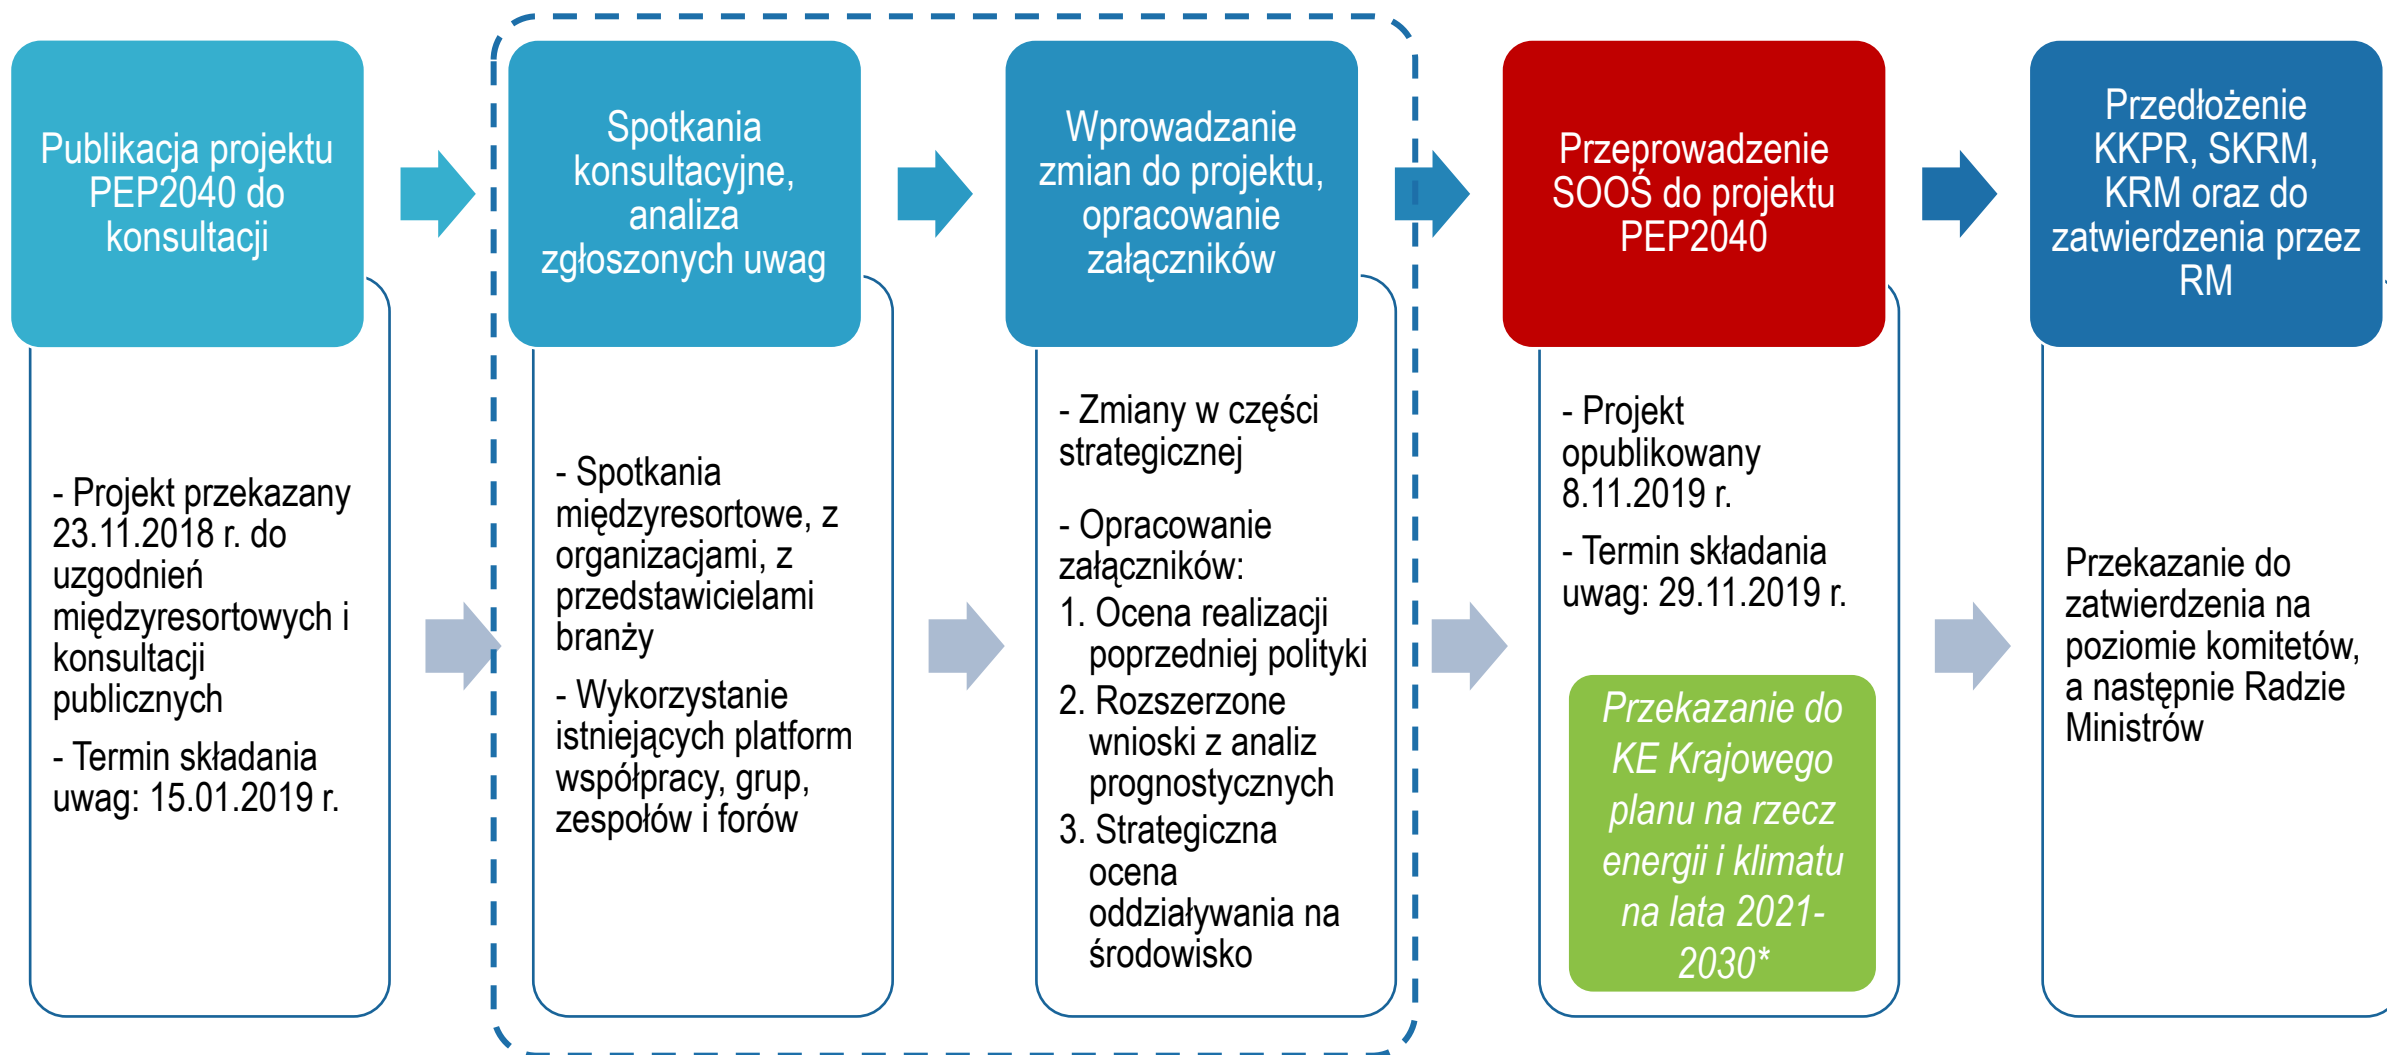 Publikacja projektu
PEP2040 do
konsultacji
- Projekt przekazany
23.11.2018 r. do
uzgodnień
międzyresortowych i
konsultacji
publicznych
- Termin składania
uwag: 15.01.2019 r.
Spotkania
konsultacyjne,
analiza
zgłoszonych uwag
- Spotkania
międzyresortowe, z
organizacjami, z
przedstawicielami
branży
- Wykorzystanie
istniejących platform
współpracy, grup,
zespołów i forów
Wprowadzanie
zmian do projektu,
opracowanie
załączników
- Zmiany w części
strategicznej
- Opracowanie
załączników:
1. Ocena realizacji
poprzedniej polityki
2. Rozszerzone
wnioski z analiz
prognostycznych
3. Strategiczna
ocena
oddziaływania na
środowisko
Przeprowadzenie
SOOŚ do projektu
PEP2040
- Projekt
opublikowany
8.11.2019 r.
- Termin składania
uwag: 29.11.2019 r.
Przekazanie do
KE Krajowego
planu na rzecz
energii i klimatu
na lata 2021-
2030*
Przedłożenie
KKPR, SKRM,
KRM oraz do
zatwierdzenia przez
RM
Przekazanie do
zatwierdzenia na
poziomie komitetów,
a następnie Radzie
Ministrów